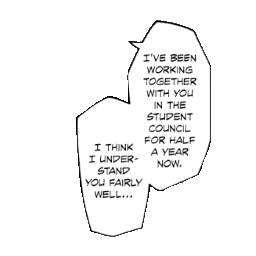 I'VE BEEN
WORKING
TOGETHER
WITH YOU
IN THE
STUDENT
COUNCIL
FOR HALF
A YEAR
NOW.
I THINK
I UNDER-
STAND
YOU FAIRLY
WELL...